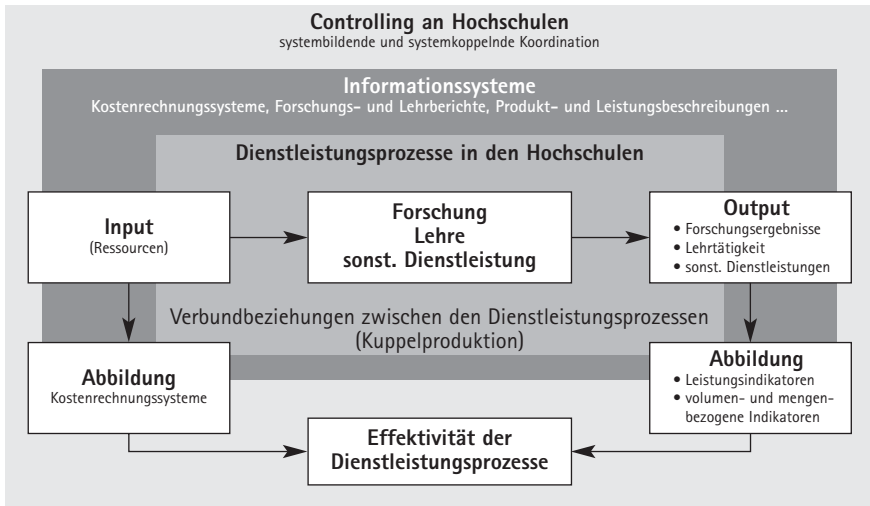 Controlling an Hochschulen
systembildende und systemkoppelnde Koordination
Informationssysteme
Kostenrechnungssysteme, Forschungs- und Lehrberichte, Produkt- und Leistungsbeschreibungen ...
Dienstleistungsprozesse in den Hochschulen
Input
(Ressourcen)
Forschung
Lehre
sonst. Dienstleistung
Output
• Forschungsergebnisse
• Lehrtätigkeit
• sonst. Dienstleistungen
Verbundbeziehungen zwischen den Dienstleistungsprozessen
(Kuppelproduktion)
Abbildung
Kostenrechnungssysteme
Abbildung
• Leistungsindikatoren
• volumen- und mengen-
bezogene Indikatoren
Effektivität der
Dienstleistungsprozesse